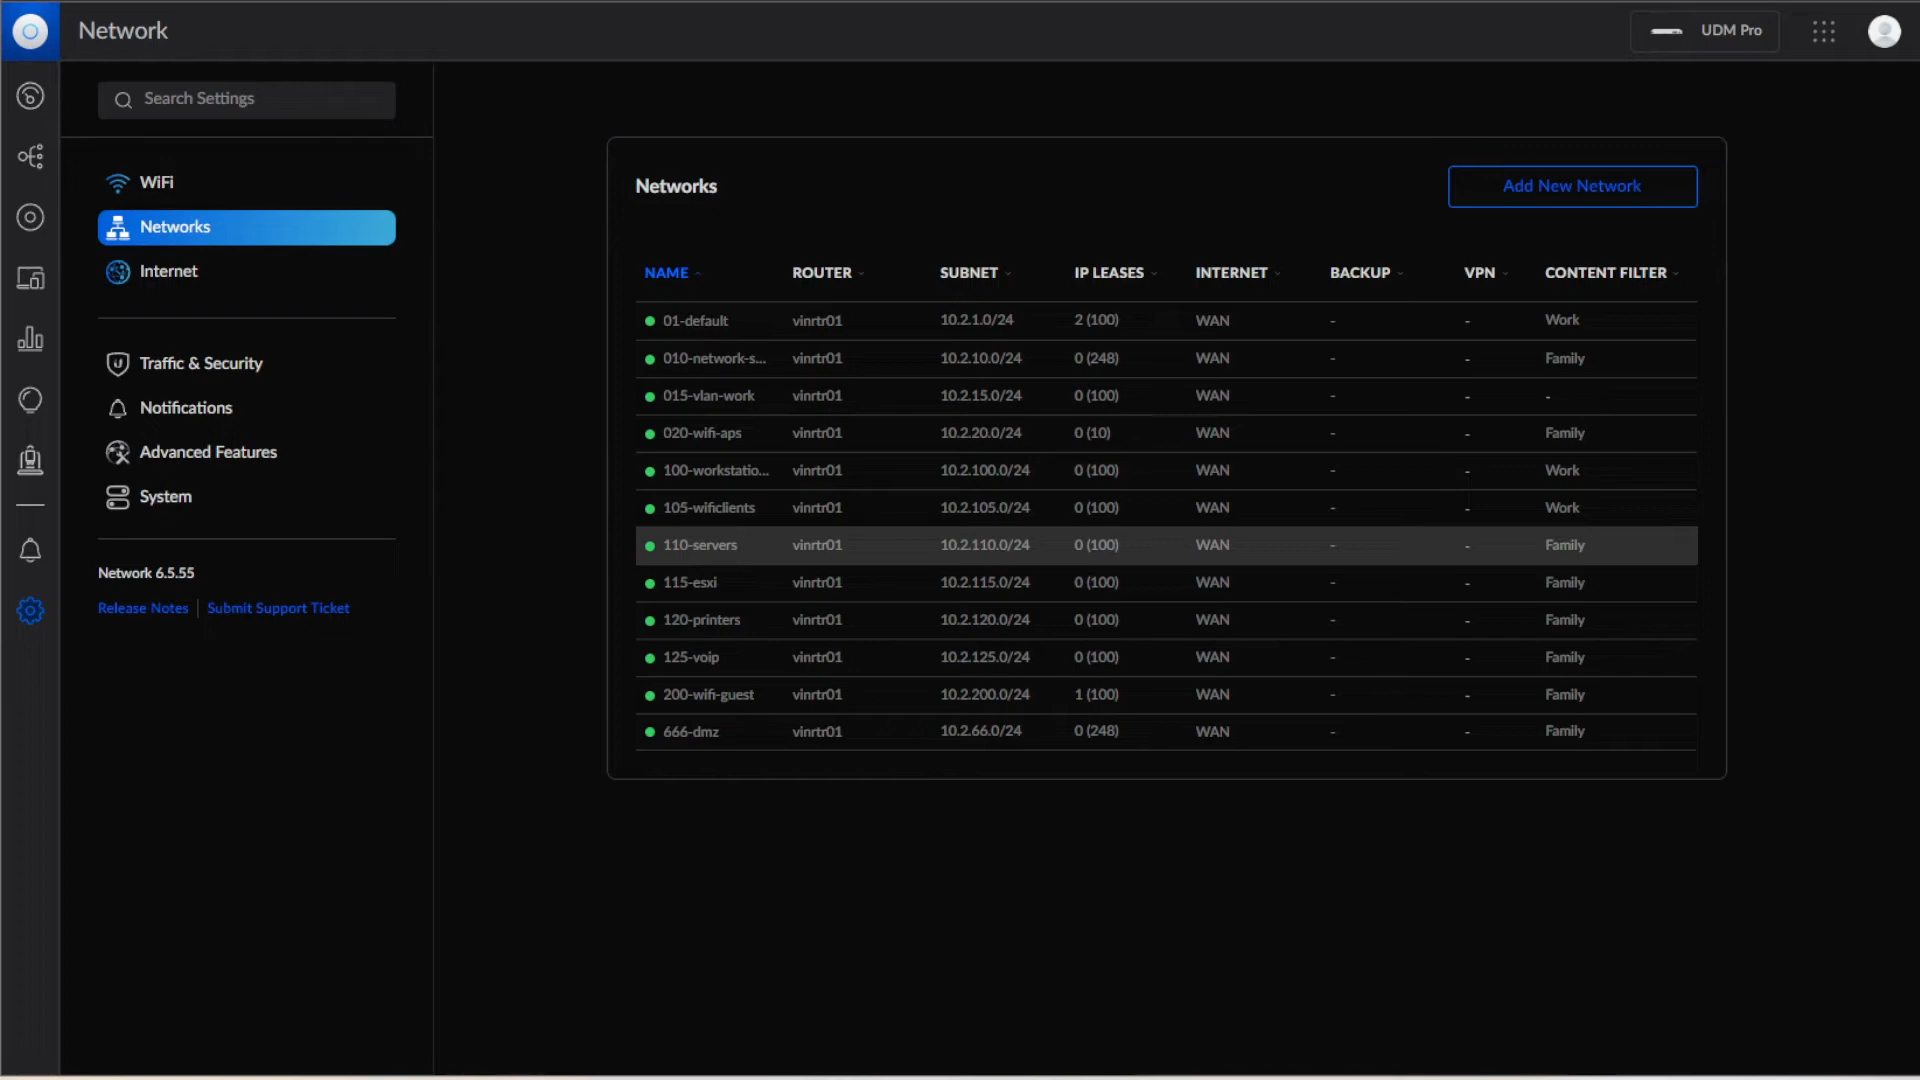 Network
UDM Pro
Search Settings
WiFi
Networks
Internet
Traffic & Security
Notifications
Advanced Features
System
Network 6.5.55
Release Notes | Submit Support Ticket
Networks
Add New Network
NAME ROUTER SUBNET IP LEASES INTERNET BACKUP VPN CONTENT FILTER
01-default vinrtr01 10.2.1.0/24 2 (100) WAN - - Work
010-network-s... vinrtr01 10.2.10.0/24 0 (248) WAN - - Family
015-vlan-work vinrtr01 10.2.15.0/24 0 (100) WAN - - -
020-wifi-aps vinrtr01 10.2.20.0/24 0 (10) WAN - - Family
100-workstatio... vinrtr01 10.2.100.0/24 0 (100) WAN - - Work
105-wificlients vinrtr01 10.2.105.0/24 0 (100) WAN - - Work
110-servers vinrtr01 10.2.110.0/24 0 (100) WAN - - Family
115-esxi vinrtr01 10.2.115.0/24 0 (100) WAN - - Family
120-printers vinrtr01 10.2.120.0/24 0 (100) WAN - - Family
125-voip vinrtr01 10.2.125.0/24 0 (100) WAN - - Family
200-wifi-guest vinrtr01 10.2.200.0/24 1 (100) WAN - - Family
666-dmz vinrtr01 10.2.66.0/24 0 (248) WAN - - Family